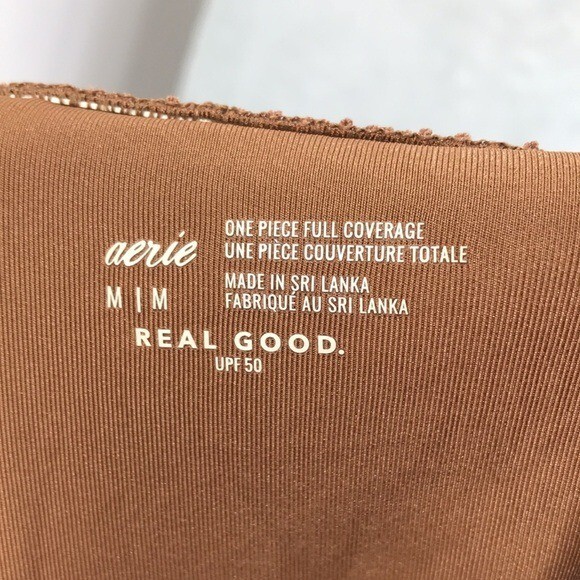 aerie
ONE PIECE FULL COVERAGE
UNE PIÈCE COUVERTURE TOTALE
M | M
MADE IN SRI LANKA
FABRIQUÉ AU SRI LANKA
REAL GOOD.
UPF 50